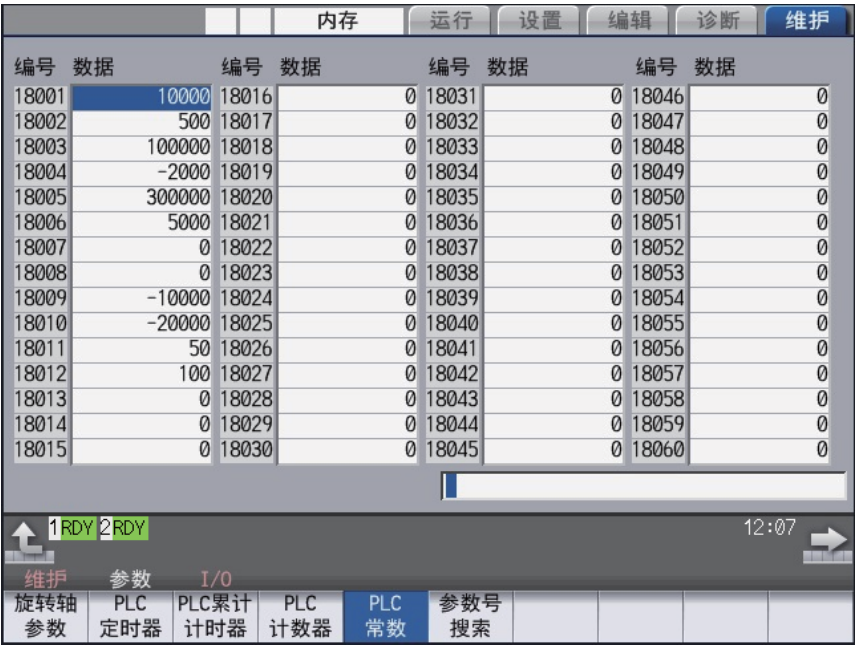 内存 运行 设置 编辑 诊断 维护
编号 数据 编号 数据 编号 数据 编号 数据
18001 10000 18016 0 18031 0 18046 0
18002 500 18017 0 18032 0 18047 0
18003 100000 18018 0 18033 0 18048 0
18004 -2000 18019 0 18034 0 18049 0
18005 300000 18020 0 18035 0 18050 0
18006 5000 18021 0 18036 0 18051 0
18007 0 18022 0 18037 0 18052 0
18008 0 18023 0 18038 0 18053 0
18009 -10000 18024 0 18039 0 18054 0
18010 -20000 18025 0 18040 0 18055 0
18011 50 18026 0 18041 0 18056 0
18012 100 18027 0 18042 0 18057 0
18013 0 18028 0 18043 0 18058 0
18014 0 18029 0 18044 0 18059 0
18015 0 18030 0 18045 0 18060 0
1 RDY 2 RDY 12:07
维护 参数 I/O
旋转轴 PLC PLC累计 PLC PLC 参数号
参数 定时器 计时器 计数器 常数 搜索